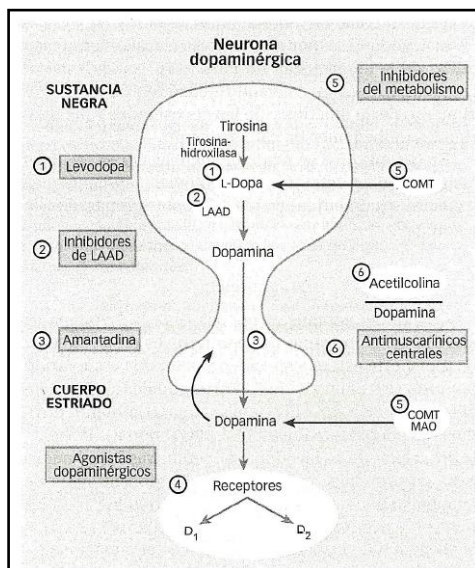 Neurona
dopaminérgica
SUSTANCIA
NEGRA
5 Inhibidores
del metabolismo
Tirosina
Tirosina-
hidroxilasa
1 Levodopa
1 L-Dopa
5 COMT
2 LAAD
2 Inhibidores
de LAAD
Dopamina
6 Acetilcolina
Dopamina
3 Amantadina
3
6 Antimuscarínicos
centrales
CUERPO
ESTRIADO
Dopamina
5 COMT
MAO
Agonistas
dopaminérgicos
4 Receptores
D1 D2